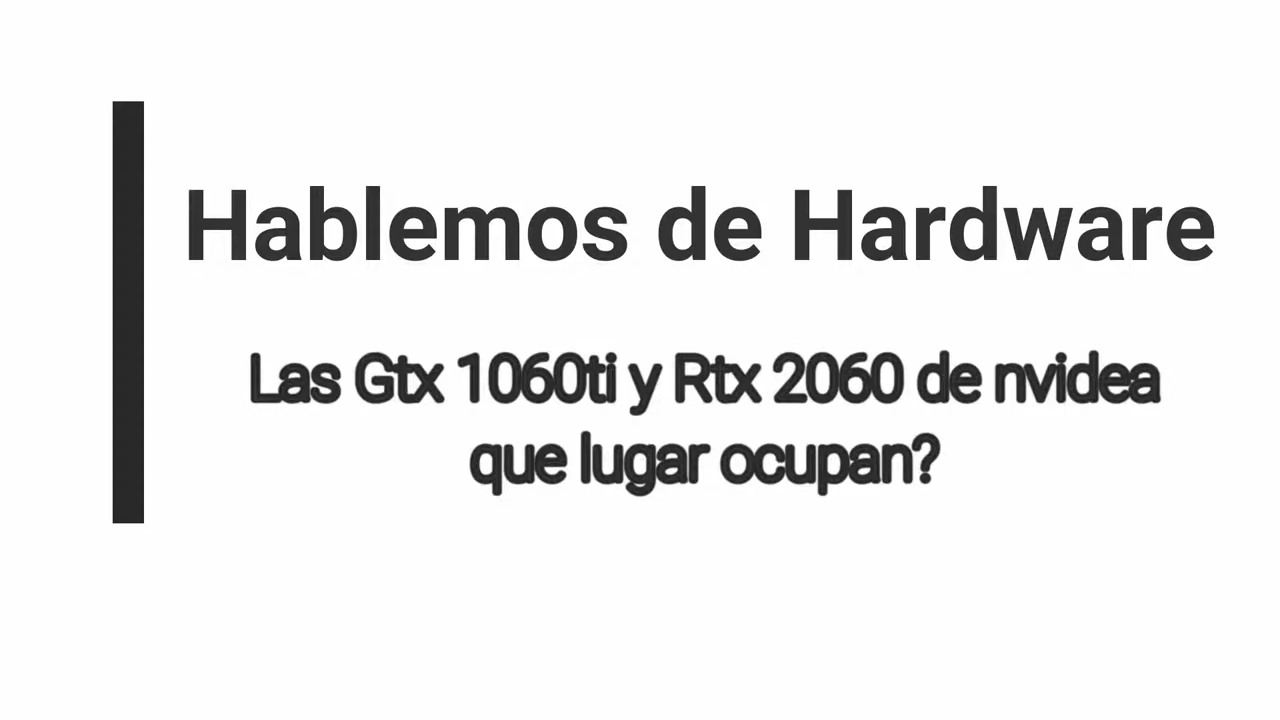 Hablemos de Hardware
Las Gtx 1060ti y Rtx 2060 de nvidea
que lugar ocupan?